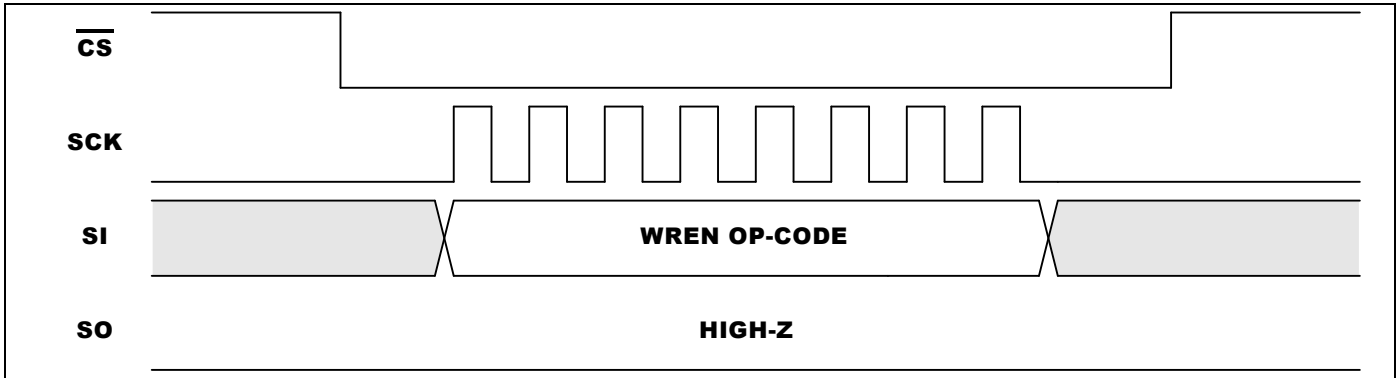 CS
SCK
SI
WREN OP-CODE
SO
HIGH-Z